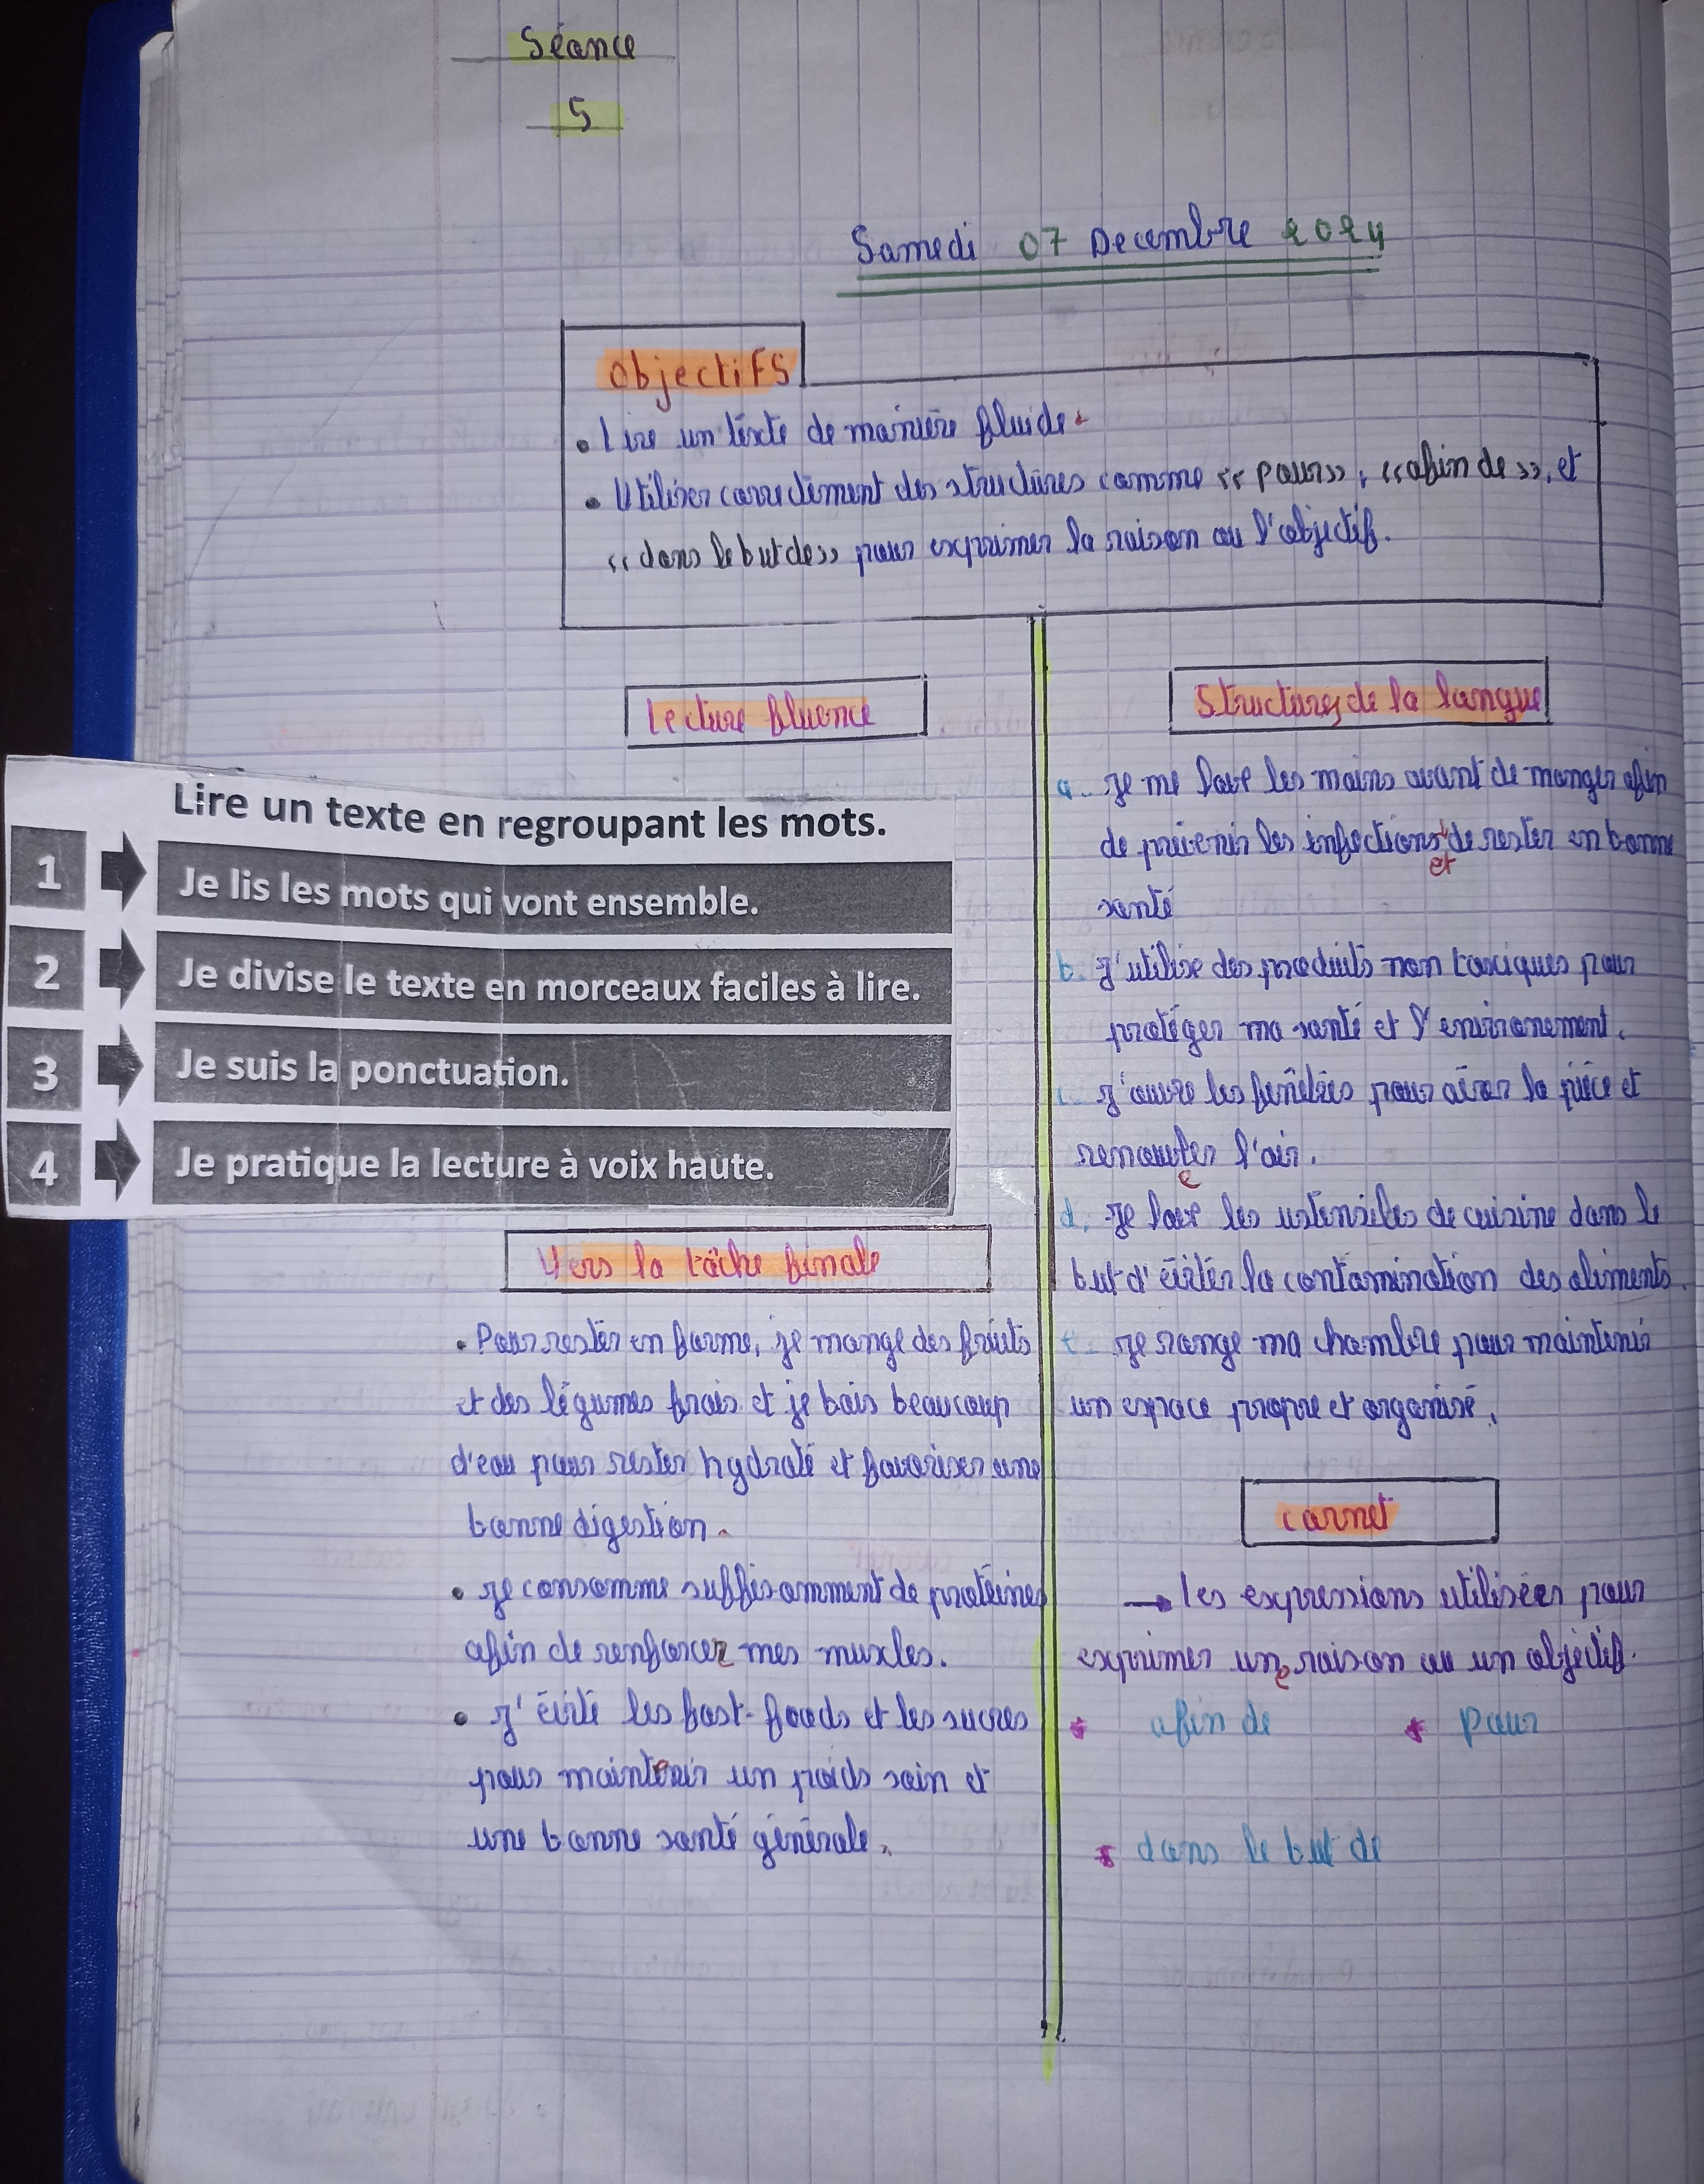 Séance
5
Samedi 07 Decembre 2024
objectifs
• Lire un texte de manière fluide.
• Utiliser correctement des structures comme << pour >>, << afin de >>, et
<< dans le but de >> pour exprimer la raison ou l'objectif.
Lecture fluence
Lire un texte en regroupant les mots.
1 Je lis les mots qui vont ensemble.
2 Je divise le texte en morceaux faciles à lire.
3 Je suis la ponctuation.
4 Je pratique la lecture à voix haute.
Vers la tâche finale
• Pour rester en forme, je mange des fruits
et des légumes frais et je bois beaucoup
d'eau pour rester hydraté et favoriser une
bonne digestion.
• Je consomme suffisamment de protéines
afin de renforcer mes muscles.
• J'évite les fast-foods et les sucres
pour maintenir un poids sain et
une bonne santé générale.
Structures de la langue
a. Je me lave les mains avant de manger afin
de prévenir les infections et de rester en bonne
santé
b. J'utilise des produits non toxiques pour
protéger ma santé et l'environement.
c. J'ouvre les fenêtres pour aérer la pièce et
renouveler l'air.
d. Je lave les ustensiles de cuisine dans le
but d'éviter la contamination des aliments.
e. Je range ma chambre pour maintenir
un espace propre et organisé.
carnet
→ Les expressions utilisées pour
exprimer une raison ou un objectif.
* afin de * pour
* dans le but de